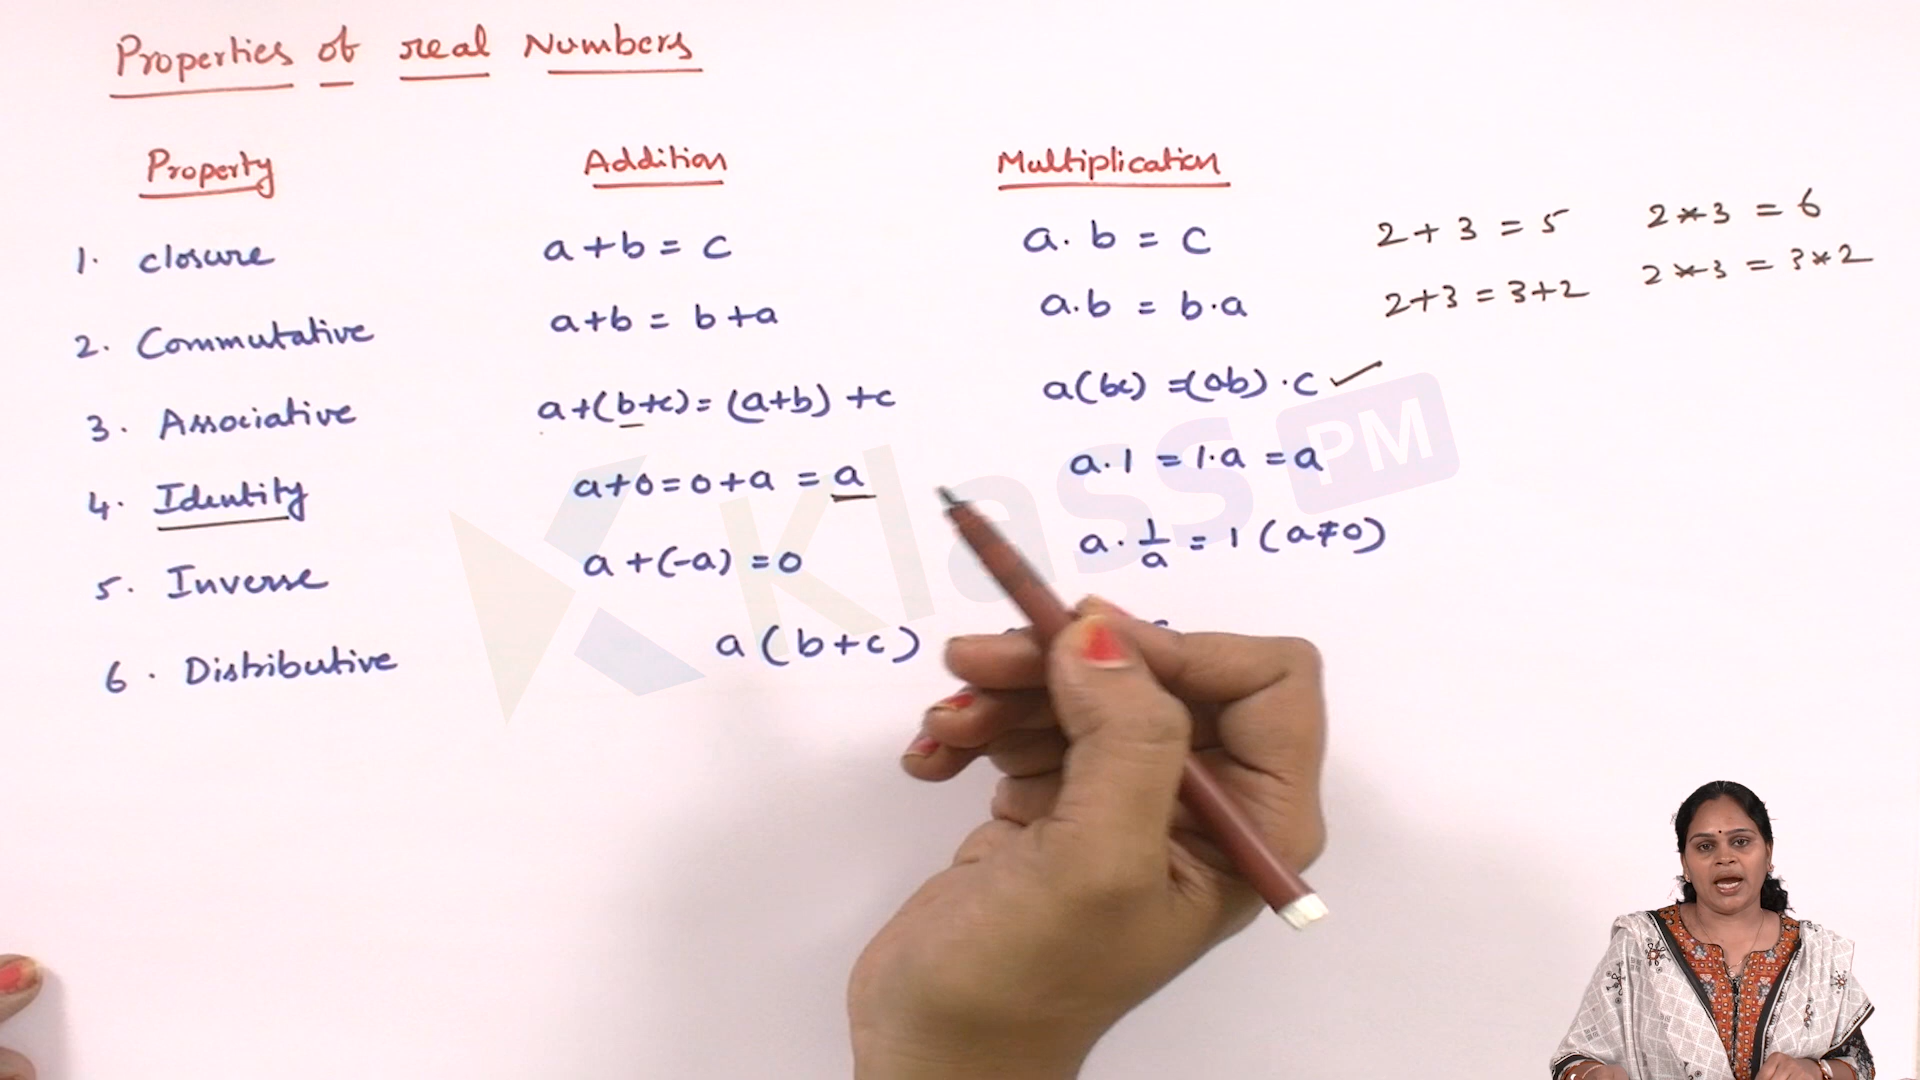 Properties of real Numbers
Property Addition Multiplication
1. closure a+b = c a. b = c 2+3 = 5 2*3 = 6
2. Commutative a+b = b+a a.b = b.a 2+3 = 3+2 2*3 = 3*2
3. Associative a+(b+c) = (a+b) +c a(bc) =(ab) .c ✓
4. Identity a+0=0+a = a a.1 = 1.a = a
5. Inverse a+(-a) = 0 a. 1/a = 1 (a≠0)
6. Distributive a(b+c)
Klass PM